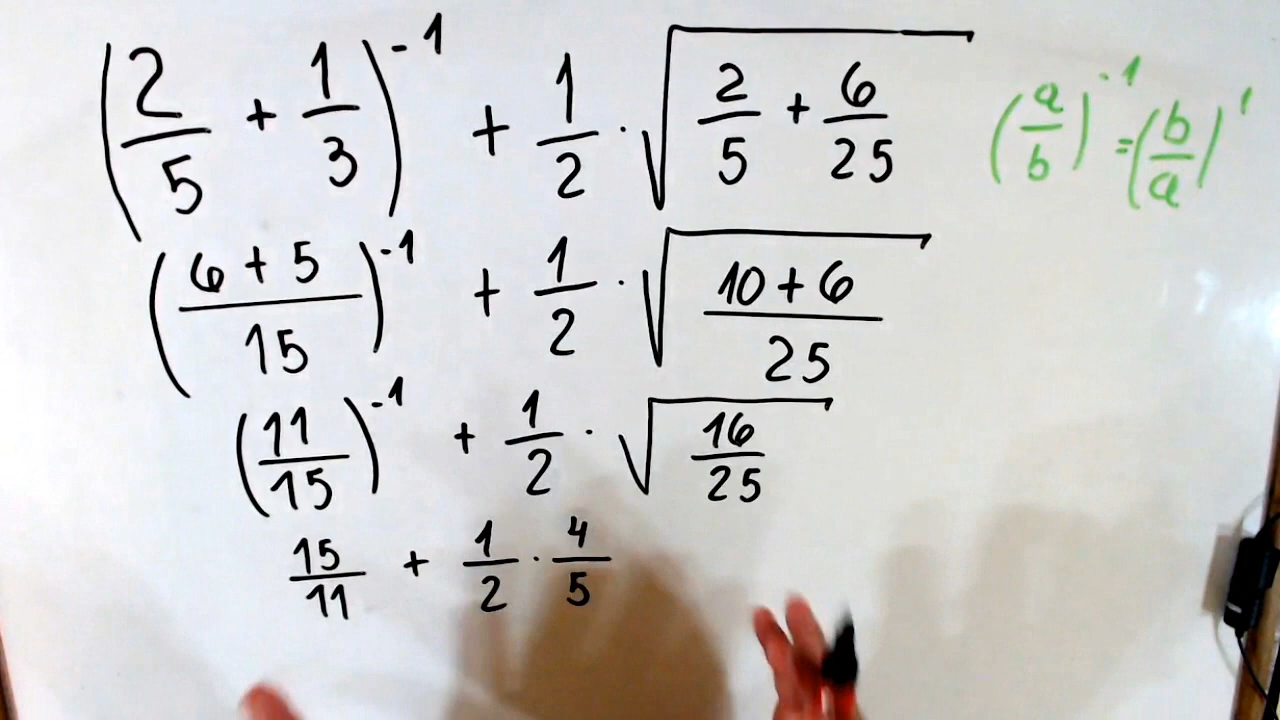 (2/5 + 1/3)^-1 + 1/2 · √(2/5 + 6/25)
(a/b)^-1 = (b/a)^1
((6 + 5)/15)^-1 + 1/2 · √((10 + 6)/25)
(11/15)^-1 + 1/2 · √(16/25)
15/11 + 1/2 · 4/5